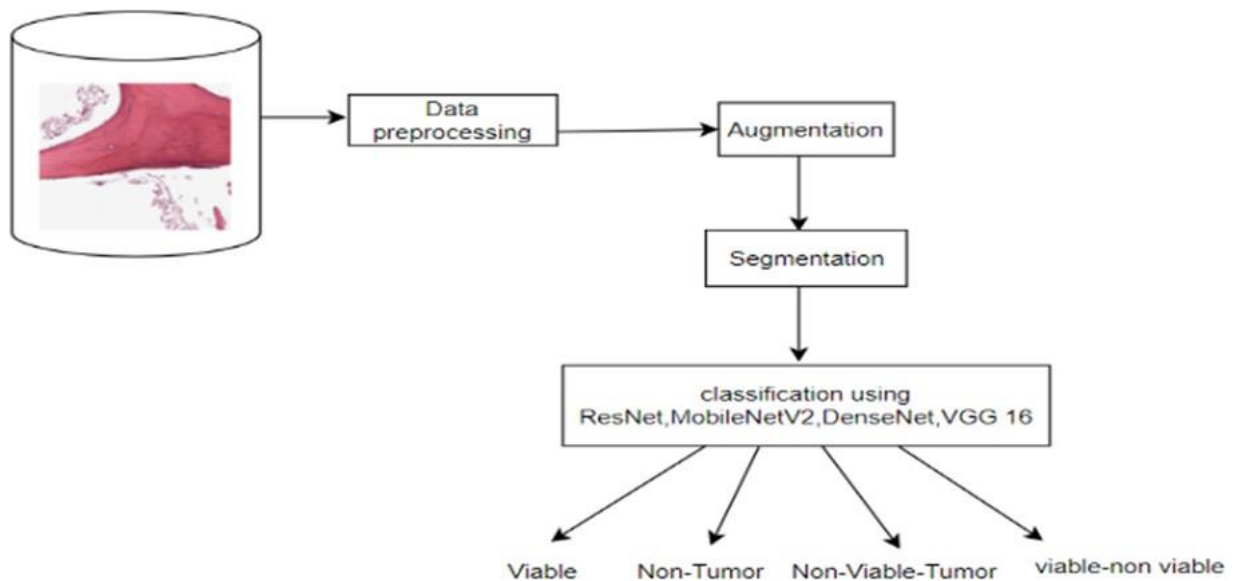 Data
preprocessing
Augmentation
Segmentation
classification using
ResNet,MobileNetV2,DenseNet,VGG 16
Viable
Non-Tumor
Non-Viable-Tumor
viable-non viable